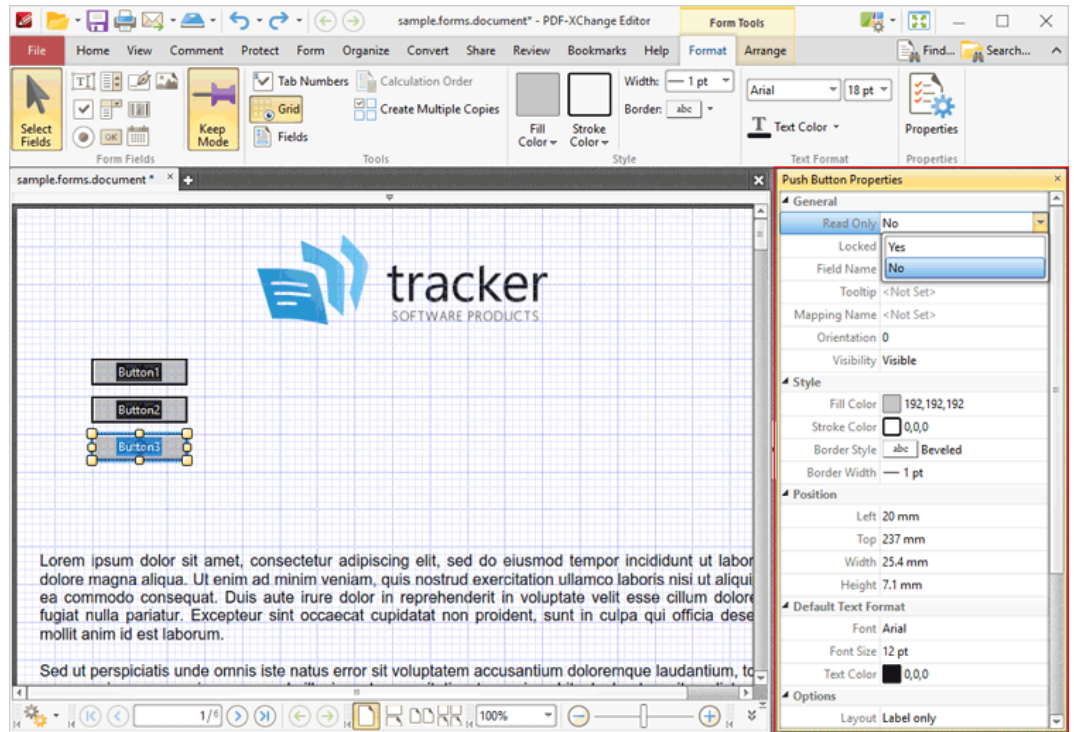 sample.forms.document* - PDF-XChange Editor
Form Tools
File Home View Comment Protect Form Organize Convert Share Review Bookmarks Help Format Arrange Find... Search...
Select Fields
OK
Form Fields
Keep Mode
Tab Numbers
Grid
Fields
Calculation Order
Create Multiple Copies
Tools
Fill Color
Stroke Color
Width: 1 pt
Border: abc
Style
Arial 18 pt
Text Color
Text Format
Properties
Properties
sample.forms.document *
tracker
SOFTWARE PRODUCTS
Button1
Button2
Button3
Lorem ipsum dolor sit amet, consectetur adipiscing elit, sed do eiusmod tempor incididunt ut labor
dolore magna aliqua. Ut enim ad minim veniam, quis nostrud exercitation ullamco laboris nisi ut aliqui
ea commodo consequat. Duis aute irure dolor in reprehenderit in voluptate velit esse cillum dolore
fugiat nulla pariatur. Excepteur sint occaecat cupidatat non proident, sunt in culpa qui officia dese
mollit anim id est laborum.
Sed ut perspiciatis unde omnis iste natus error sit voluptatem accusantium doloremque laudantium, to
1/6
100%
Push Button Properties
General
Read Only No
Locked Yes
Field Name No
Tooltip <Not Set>
Mapping Name <Not Set>
Orientation 0
Visibility Visible
Style
Fill Color 192,192,192
Stroke Color 0,0,0
Border Style abc Beveled
Border Width 1 pt
Position
Left 20 mm
Top 237 mm
Width 25.4 mm
Height 7.1 mm
Default Text Format
Font Arial
Font Size 12 pt
Text Color 0,0,0
Options
Layout Label only